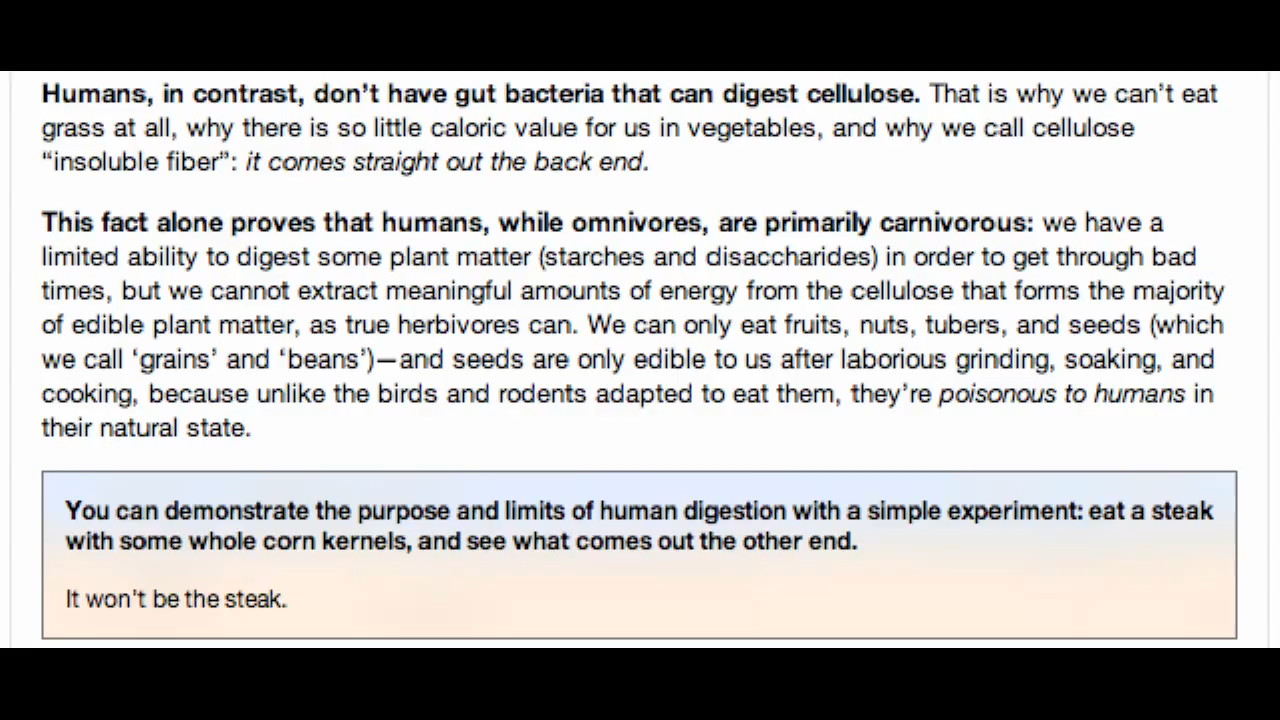 Humans, in contrast, don’t have gut bacteria that can digest cellulose. That is why we can’t eat
grass at all, why there is so little caloric value for us in vegetables, and why we call cellulose
“insoluble fiber”: it comes straight out the back end.
This fact alone proves that humans, while omnivores, are primarily carnivorous: we have a
limited ability to digest some plant matter (starches and disaccharides) in order to get through bad
times, but we cannot extract meaningful amounts of energy from the cellulose that forms the majority
of edible plant matter, as true herbivores can. We can only eat fruits, nuts, tubers, and seeds (which
we call ‘grains’ and ‘beans’)—and seeds are only edible to us after laborious grinding, soaking, and
cooking, because unlike the birds and rodents adapted to eat them, they’re poisonous to humans in
their natural state.
You can demonstrate the purpose and limits of human digestion with a simple experiment: eat a steak
with some whole corn kernels, and see what comes out the other end.
It won't be the steak.